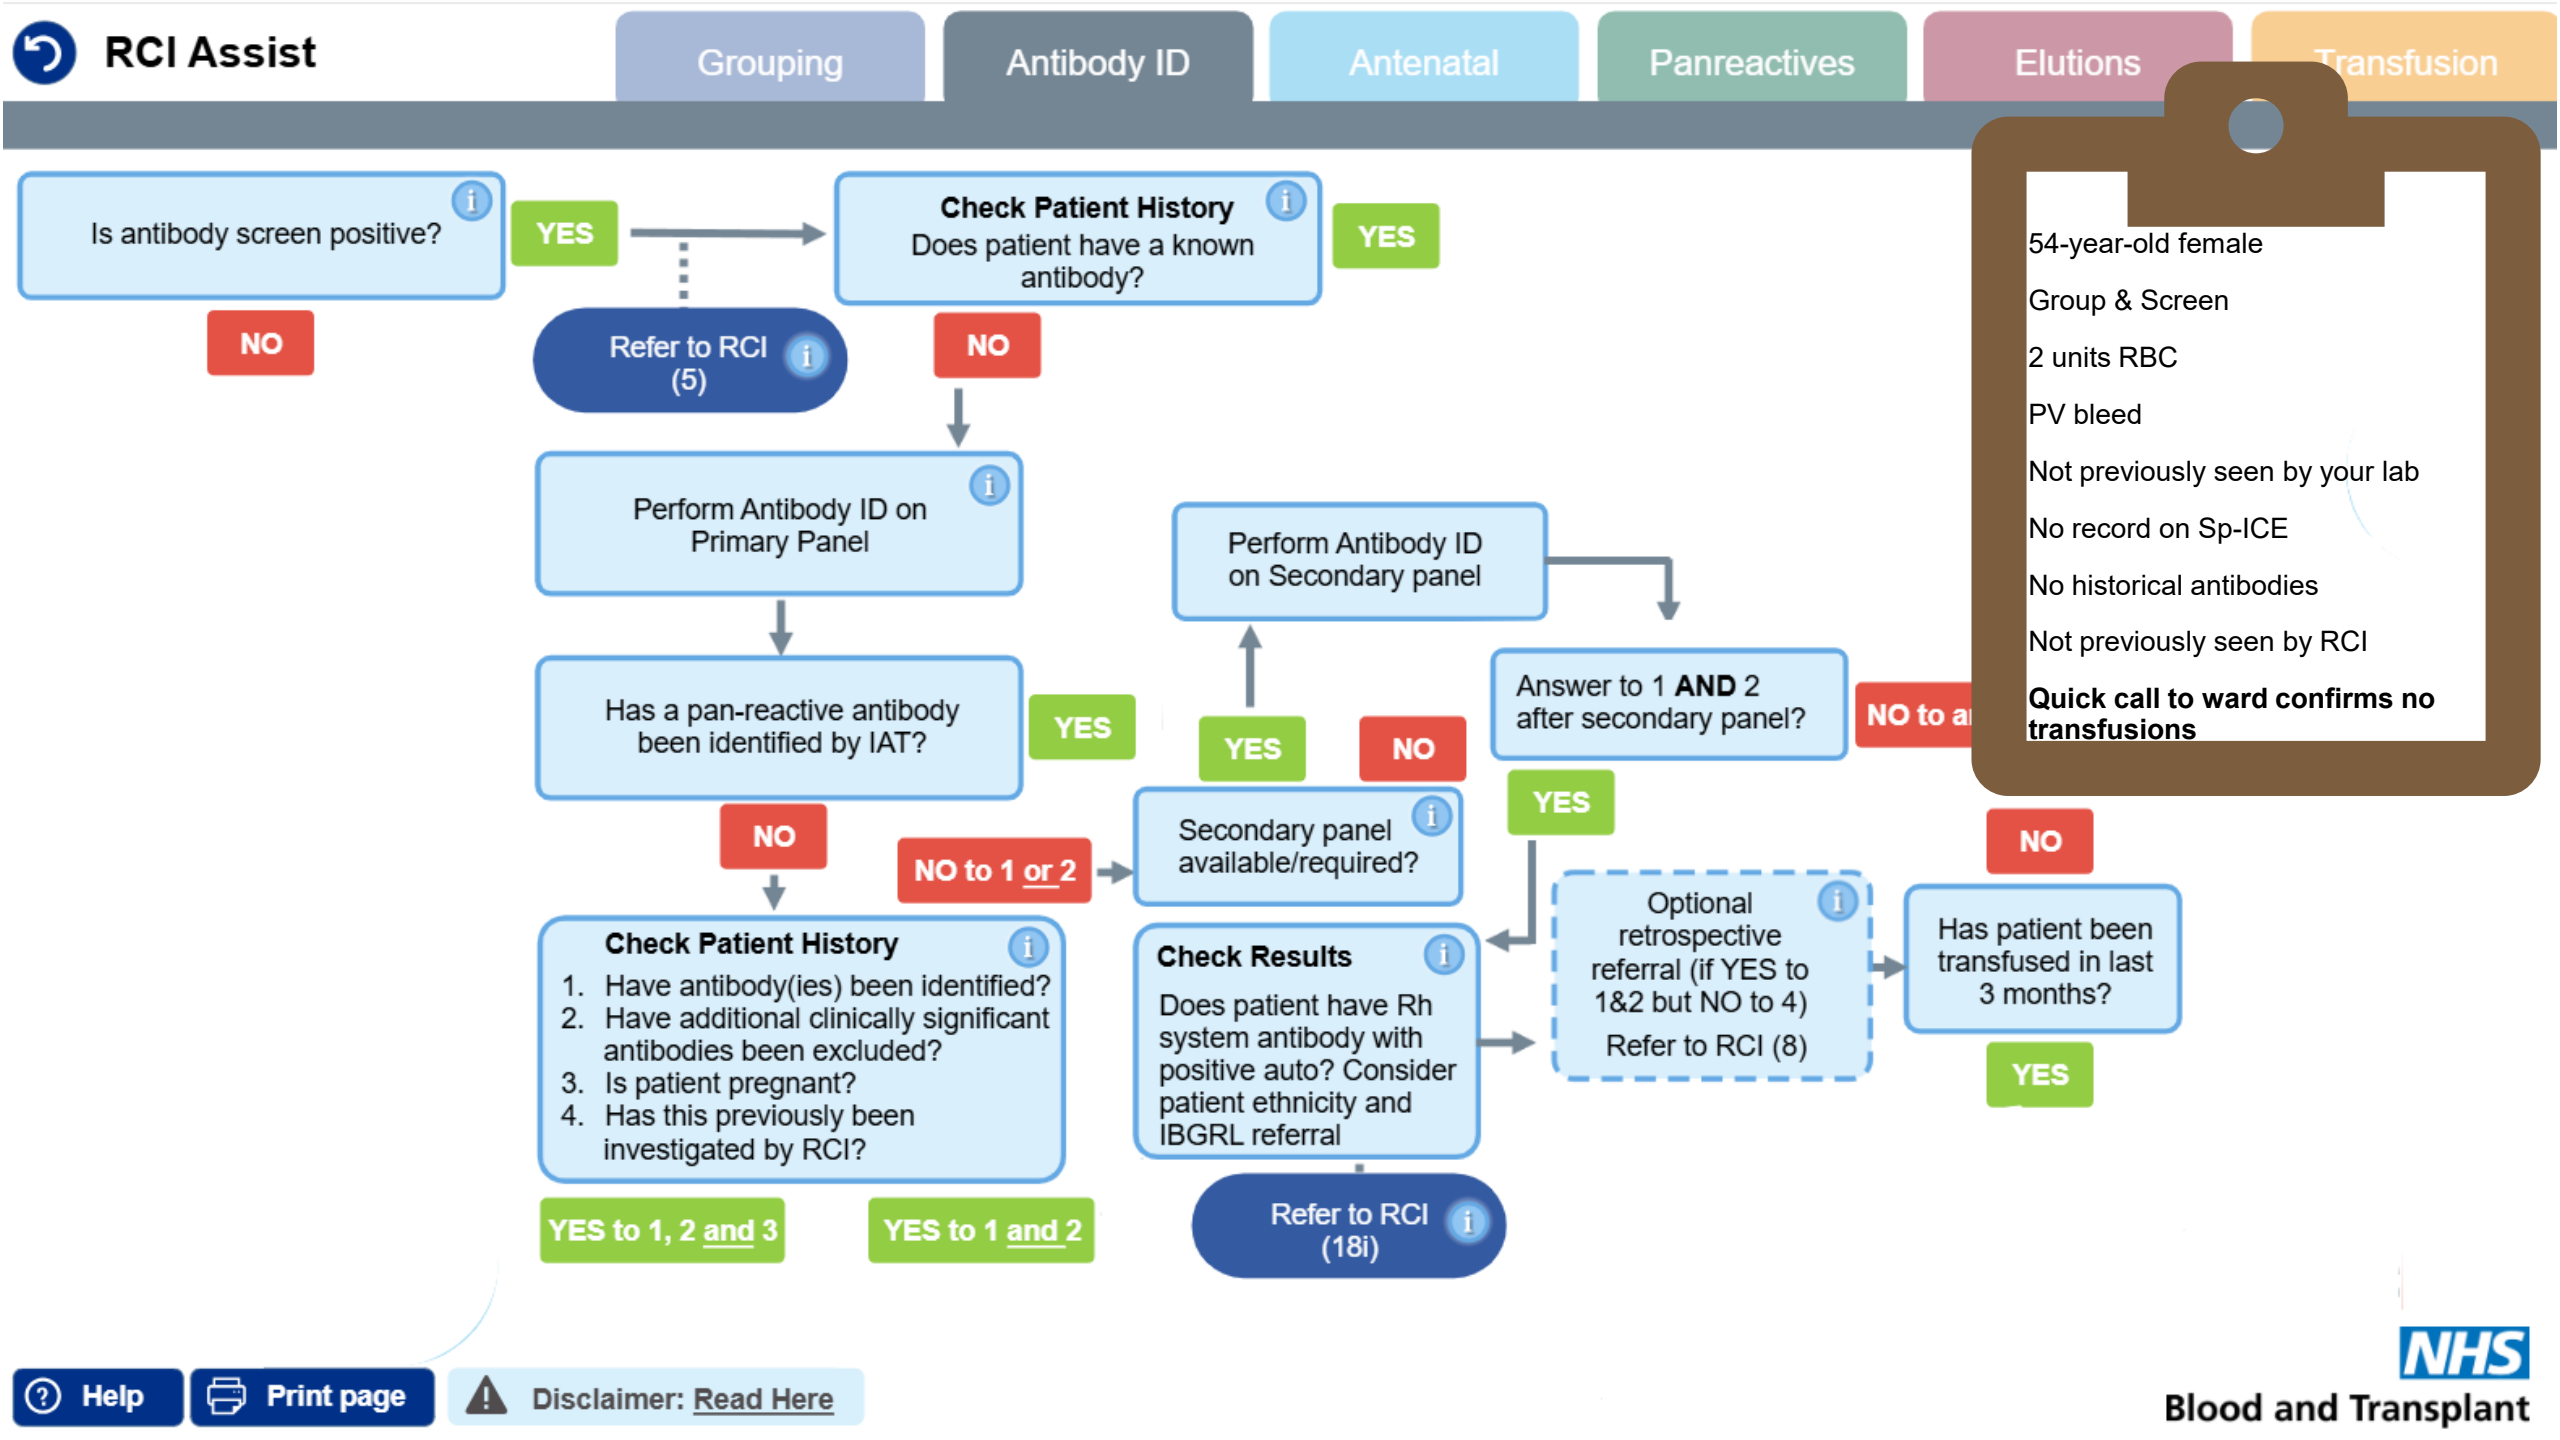 RCI Assist
Grouping
Antibody ID
Antenatal
Panreactives
Elutions
Transfusion
Is antibody screen positive?
YES
NO
Refer to RCI
(5)
Check Patient History
Does patient have a known
antibody?
YES
NO
Perform Antibody ID on
Primary Panel
Has a pan-reactive antibody
been identified by IAT?
YES
NO
Check Patient History
1. Have antibody(ies) been identified?
2. Have additional clinically significant
antibodies been excluded?
3. Is patient pregnant?
4. Has this previously been
investigated by RCI?
YES to 1, 2 and 3
YES to 1 and 2
NO to 1 or 2
Secondary panel
available/required?
YES
NO
Perform Antibody ID
on Secondary panel
Answer to 1 AND 2
after secondary panel?
NO to
YES
Check Results
Does patient have Rh
system antibody with
positive auto? Consider
patient ethnicity and
IBGRL referral
Refer to RCI
(18i)
Optional
retrospective
referral (if YES to
1&2 but NO to 4)
Refer to RCI (8)
NO
Has patient been
transfused in last
3 months?
YES
54-year-old female
Group & Screen
2 units RBC
PV bleed
Not previously seen by your lab
No record on Sp-ICE
No historical antibodies
Not previously seen by RCI
Quick call to ward confirms no
transfusions
? Help
Print page
Disclaimer: Read Here
NHS
Blood and Transplant